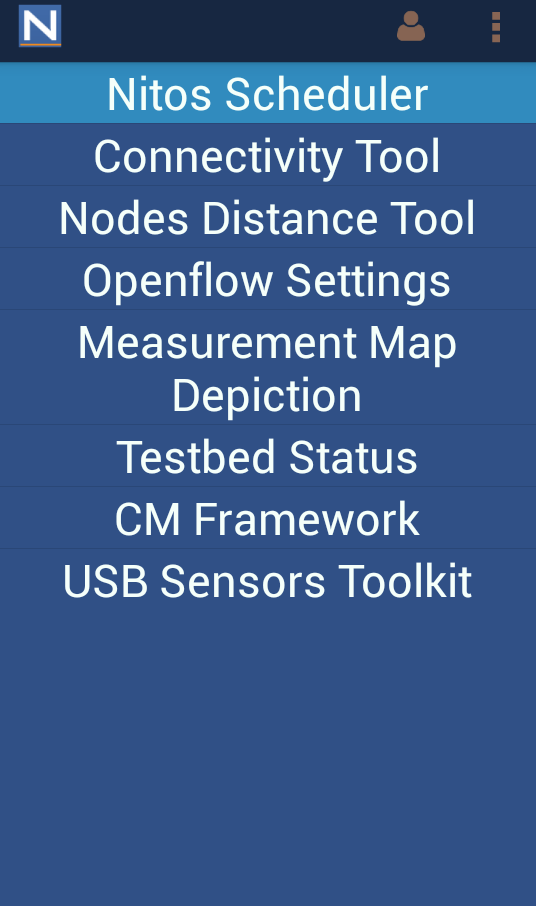 N
Nitos Scheduler
Connectivity Tool
Nodes Distance Tool
Openflow Settings
Measurement Map
Depiction
Testbed Status
CM Framework
USB Sensors Toolkit